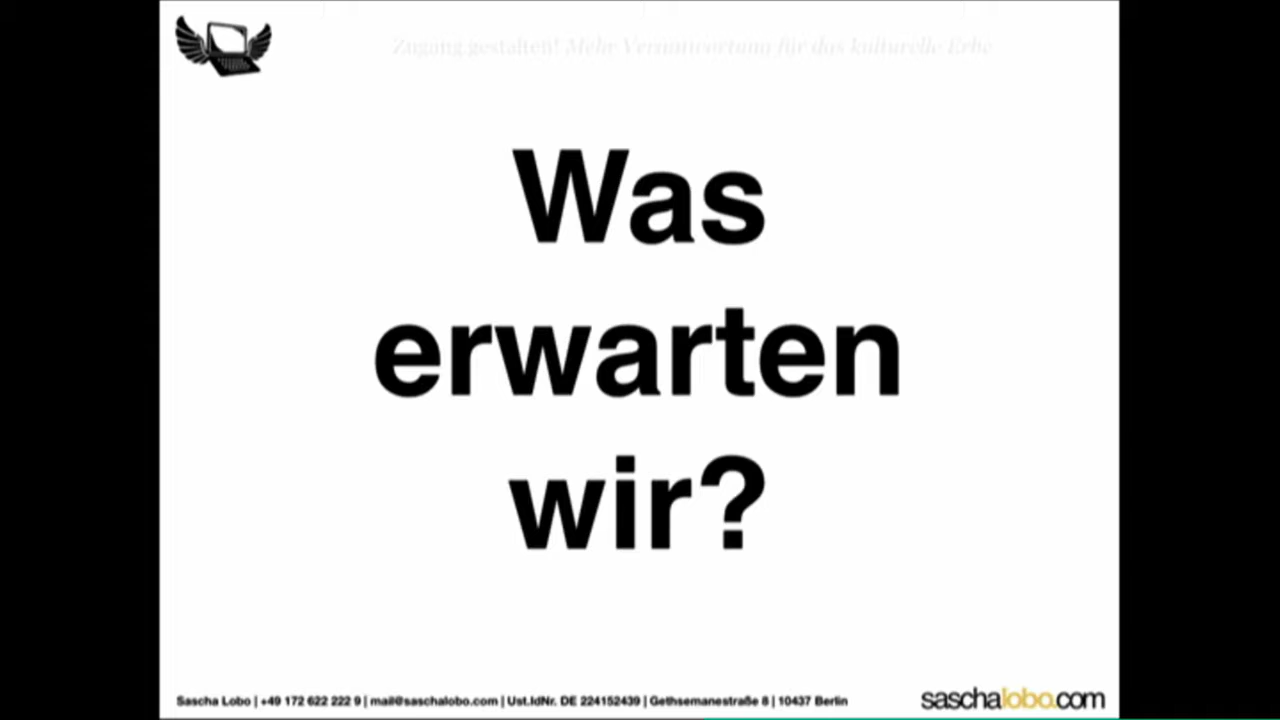 Zugang gestalten! Mehr Verantwortung für das kulturelle Erbe
Was
erwarten
wir?
Sascha Lobo | +49 172 622 222 9 | mail@saschalobo.com | Ust.IdNr. DE 224152439 | Gethsemanestraße 8 | 10437 Berlin
saschalobo.com